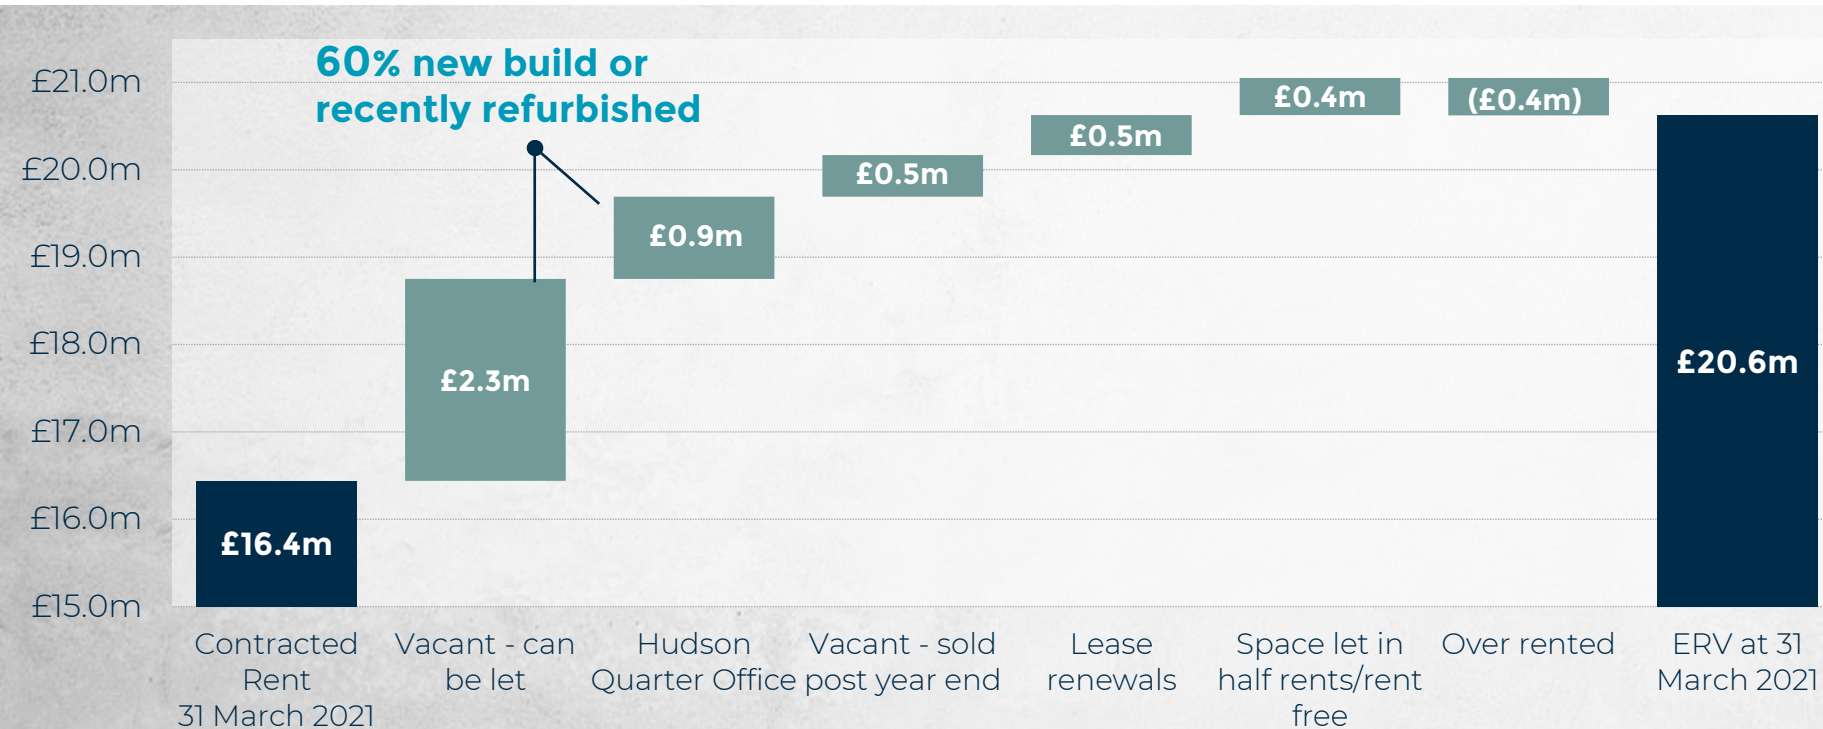 60% new build or
recently refurbished
£21.0m
£20.0m
£19.0m
£18.0m
£17.0m
£16.0m
£15.0m
£16.4m
£2.3m
£0.9m
£0.5m
£0.5m
£0.4m
(£0.4m)
£20.6m
Contracted
Rent
31 March 2021
Vacant - can
be let
Hudson
Quarter Office
Vacant - sold
post year end
Lease
renewals
Space let in
half rents/rent
free
Over rented
ERV at 31
March 2021